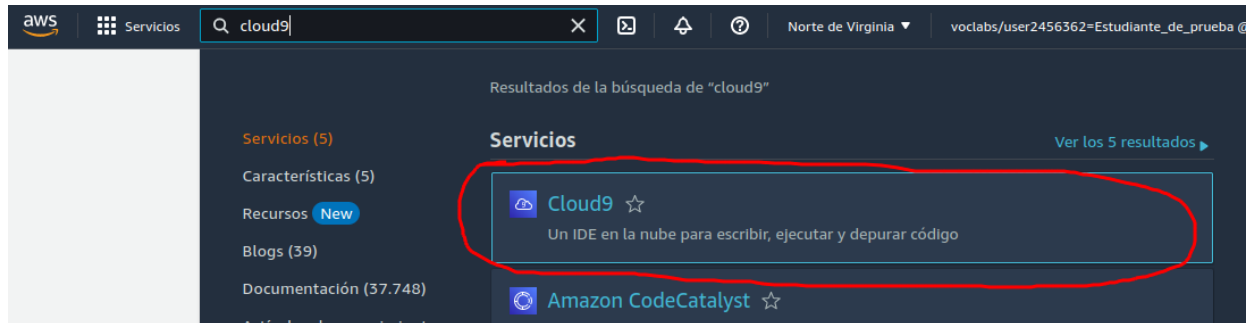 aws
Servicios
cloud9
Norte de Virginia ▼
voclabs/user2456362=Estudiante_de_prueba @
Resultados de la búsqueda de "cloud9"
Servicios (5)
Características (5)
Recursos New
Blogs (39)
Documentación (37.748)
Servicios
Ver los 5 resultados ▶
Cloud9
Un IDE en la nube para escribir, ejecutar y depurar código
Amazon CodeCatalyst